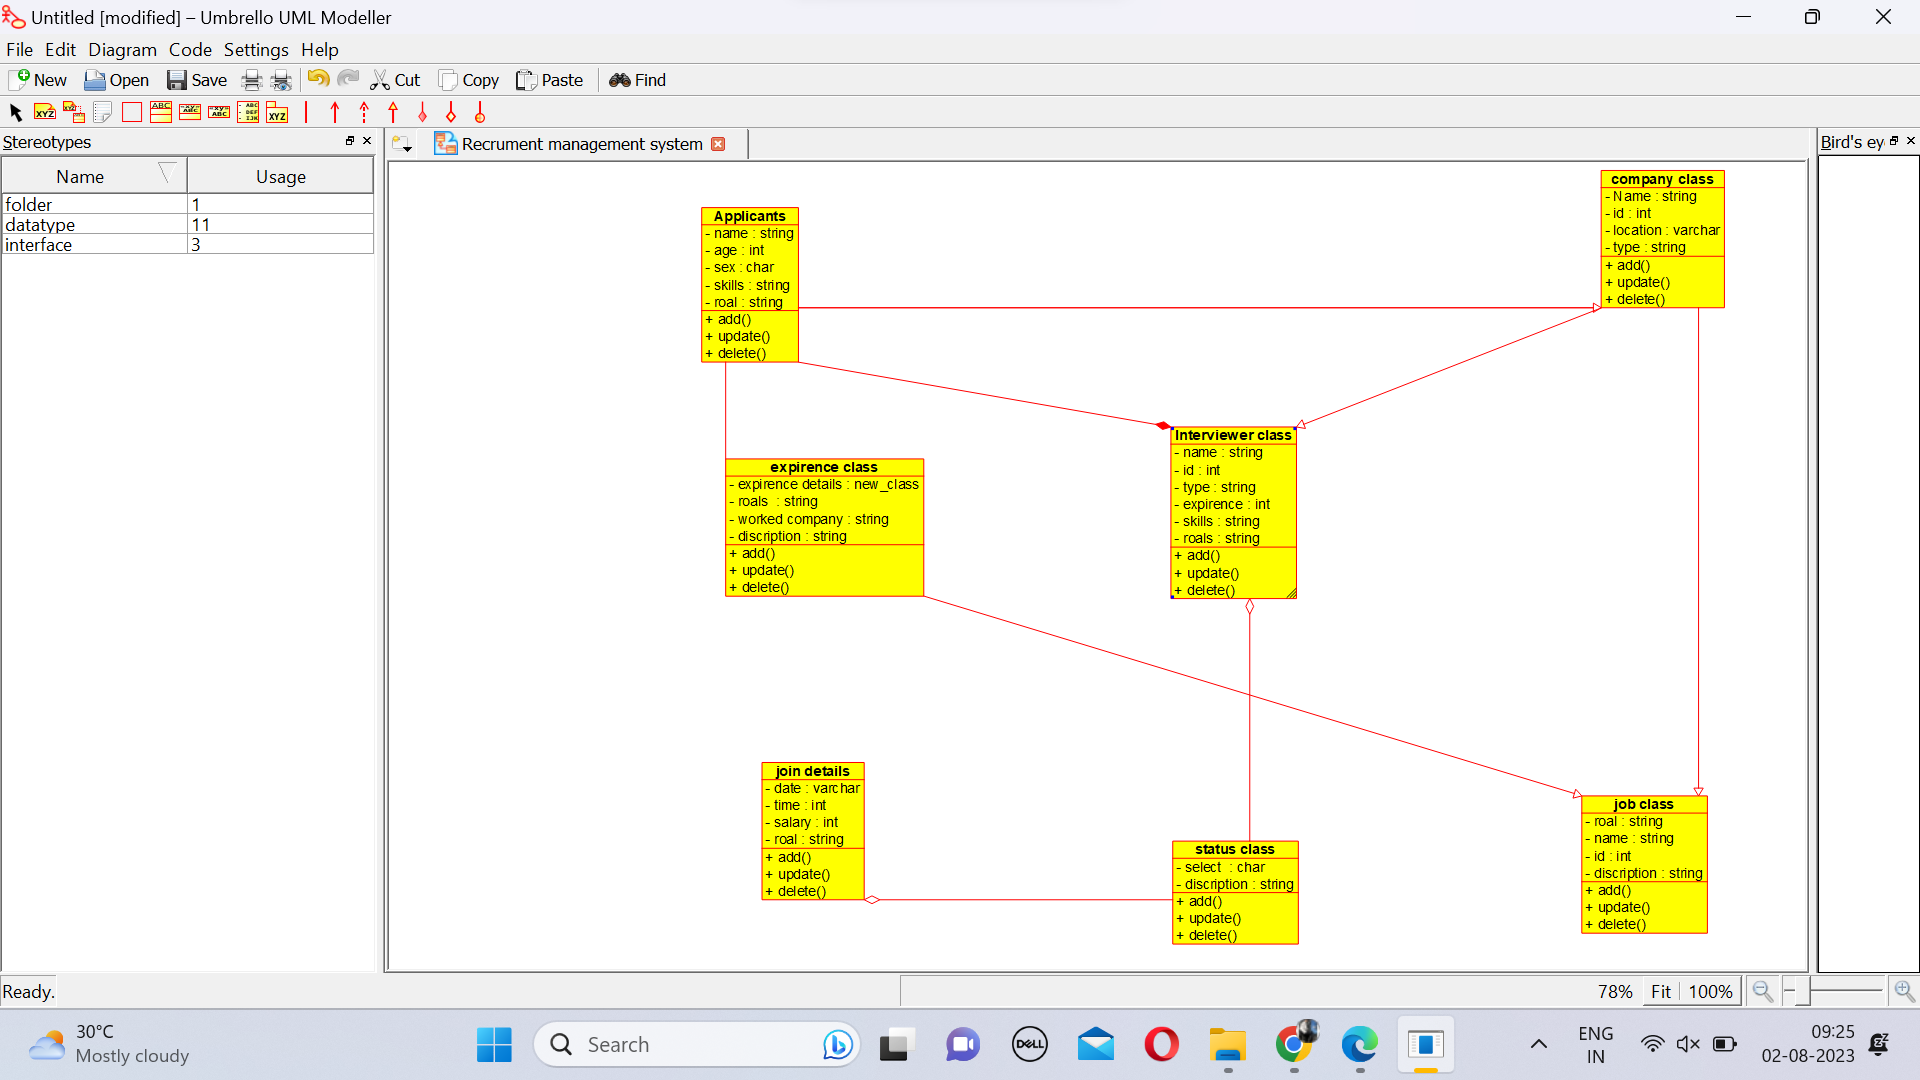 Untitled [modified] – Umbrello UML Modeller
File Edit Diagram Code Settings Help
New Open Save Cut Copy Paste Find
Stereotypes
Name Usage
folder 1
datatype 11
interface 3
Recrument management system
Bird's ey
Applicants
- name : string
- age : int
- sex : char
- skills : string
- roal : string
+ add()
+ update()
+ delete()
company class
- Name : string
- id : int
- location : varchar
- type : string
+ add()
+ update()
+ delete()
expirence class
- expirence details : new_class
- roals : string
- worked company : string
- discription : string
+ add()
+ update()
+ delete()
Interviewer class
- name : string
- id : int
- type : string
- expirence : int
- skills : string
- roals : string
+ add()
+ update()
+ delete()
join details
- date : varchar
- time : int
- salary : int
- roal : string
+ add()
+ update()
+ delete()
status class
- select : char
- discription : string
+ add()
+ update()
+ delete()
job class
- roal : string
- name : string
- id : int
- discription : string
+ add()
+ update()
+ delete()
Ready.
78% Fit 100%
30°C
Mostly cloudy
Search
DELL
ENG
IN
09:25
02-08-2023